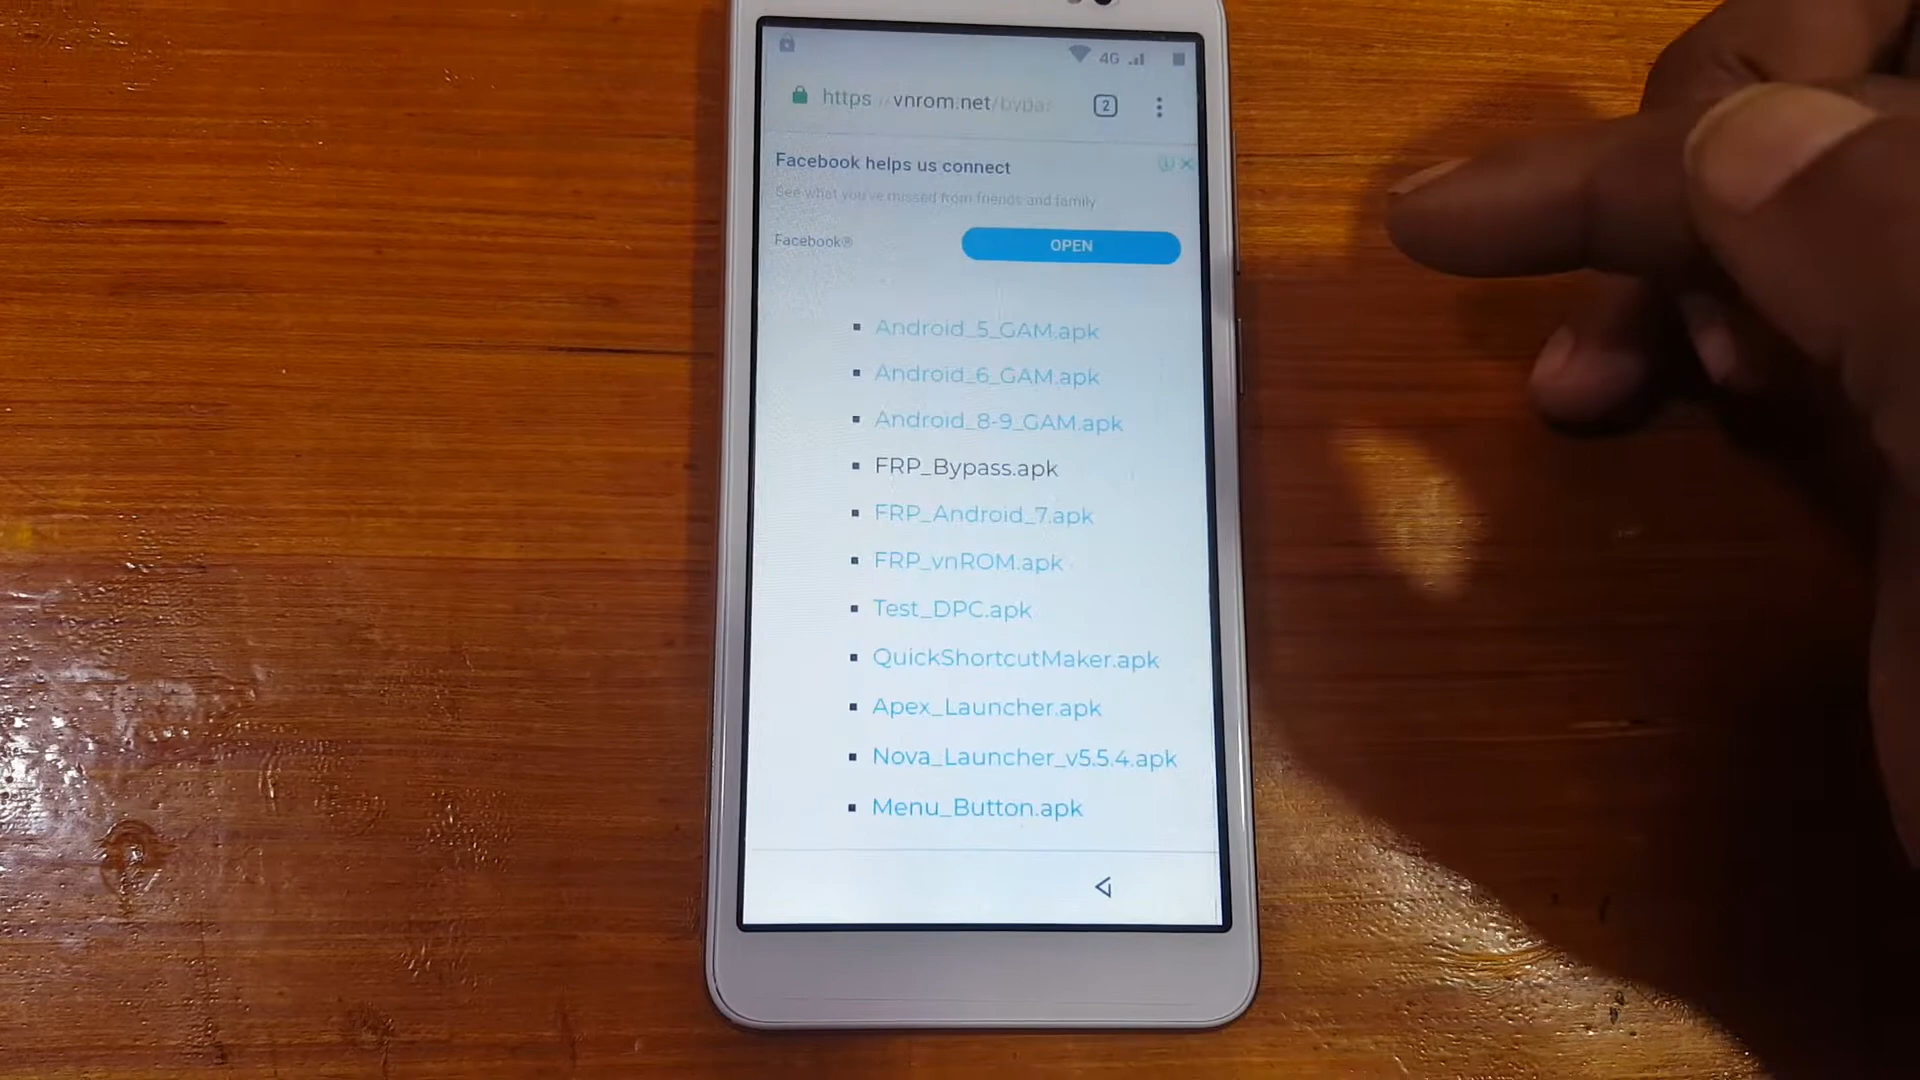 4G
https://vnrom.net/bypas
2
Facebook helps us connect
See what you've missed from friends and family
Facebook®
OPEN
Android_5_GAM.apk
Android_6_GAM.apk
Android_8-9_GAM.apk
FRP_Bypass.apk
FRP_Android_7.apk
FRP_vnROM.apk
Test_DPC.apk
QuickShortcutMaker.apk
Apex_Launcher.apk
Nova_Launcher_v5.5.4.apk
Menu_Button.apk